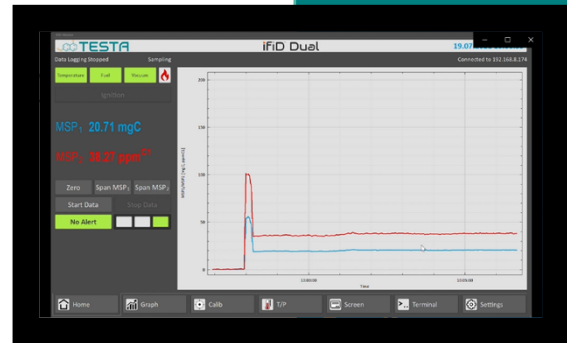 TESTA
iFiD Dual
19.07
Data Logging Stopped
Sampling
Connected to 192.168.8.174
Temperature
Fuel
Vacuum
Ignition
MSP1 20.71 mgC
MSP2 38.27 ppm
Zero
Span MSP1
Span MSP2
Start Data
Stop Data
No Alert
200
150
100
50
0
Time
Home
Graph
Calib
T/P
Screen
Terminal
Settings